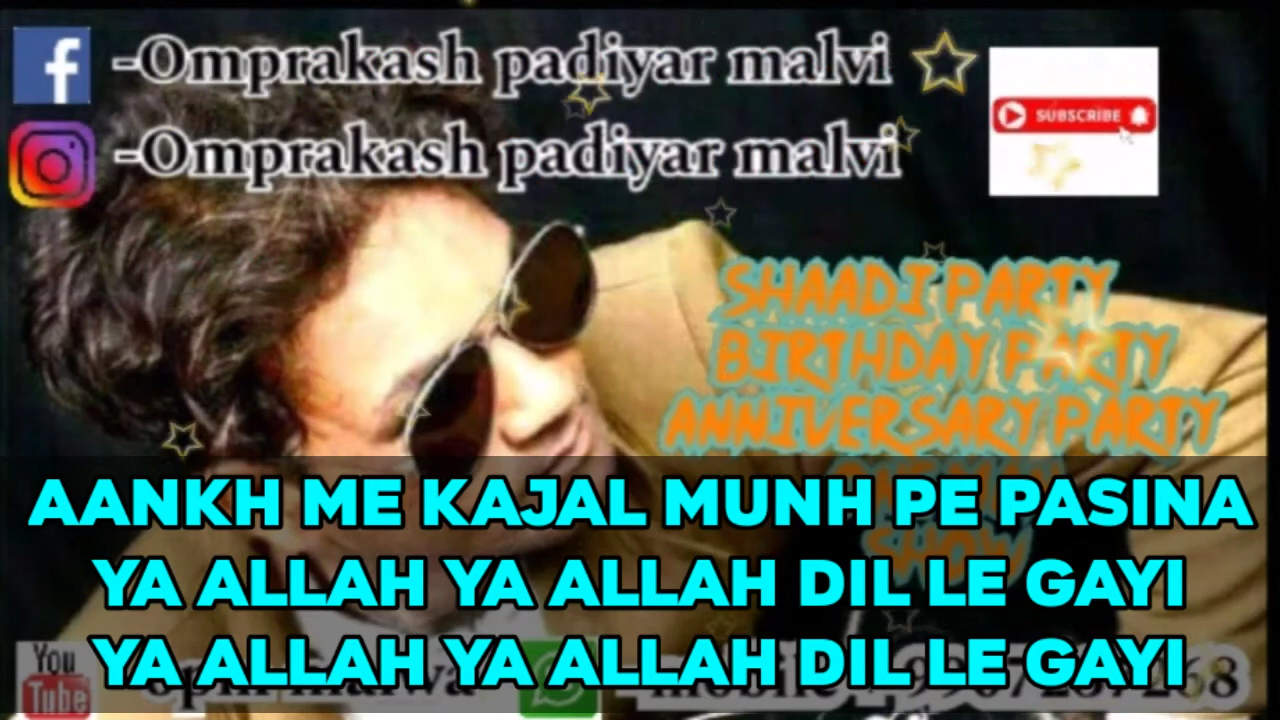 f -Omprakash padiyar malvi
-Omprakash padiyar malvi
SUBSCRIBE
SHAADI PARTY
BIRTHDAY PARTY
ANNIVERSARY PARTY
SHOW
AANKH ME KAJAL MUNH PE PASINA
YA ALLAH YA ALLAH DIL LE GAYI
YA ALLAH YA ALLAH DIL LE GAYI
You
Tube